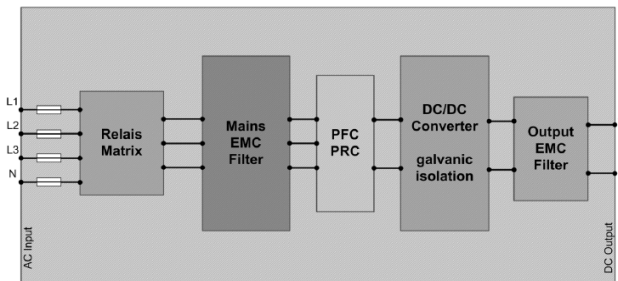 L1
L2
L3
N
AC Input
Relais
Matrix
Mains
EMC
Filter
PFC
PRC
DC/DC
Converter
galvanic
isolation
Output
EMC
Filter
DC Output